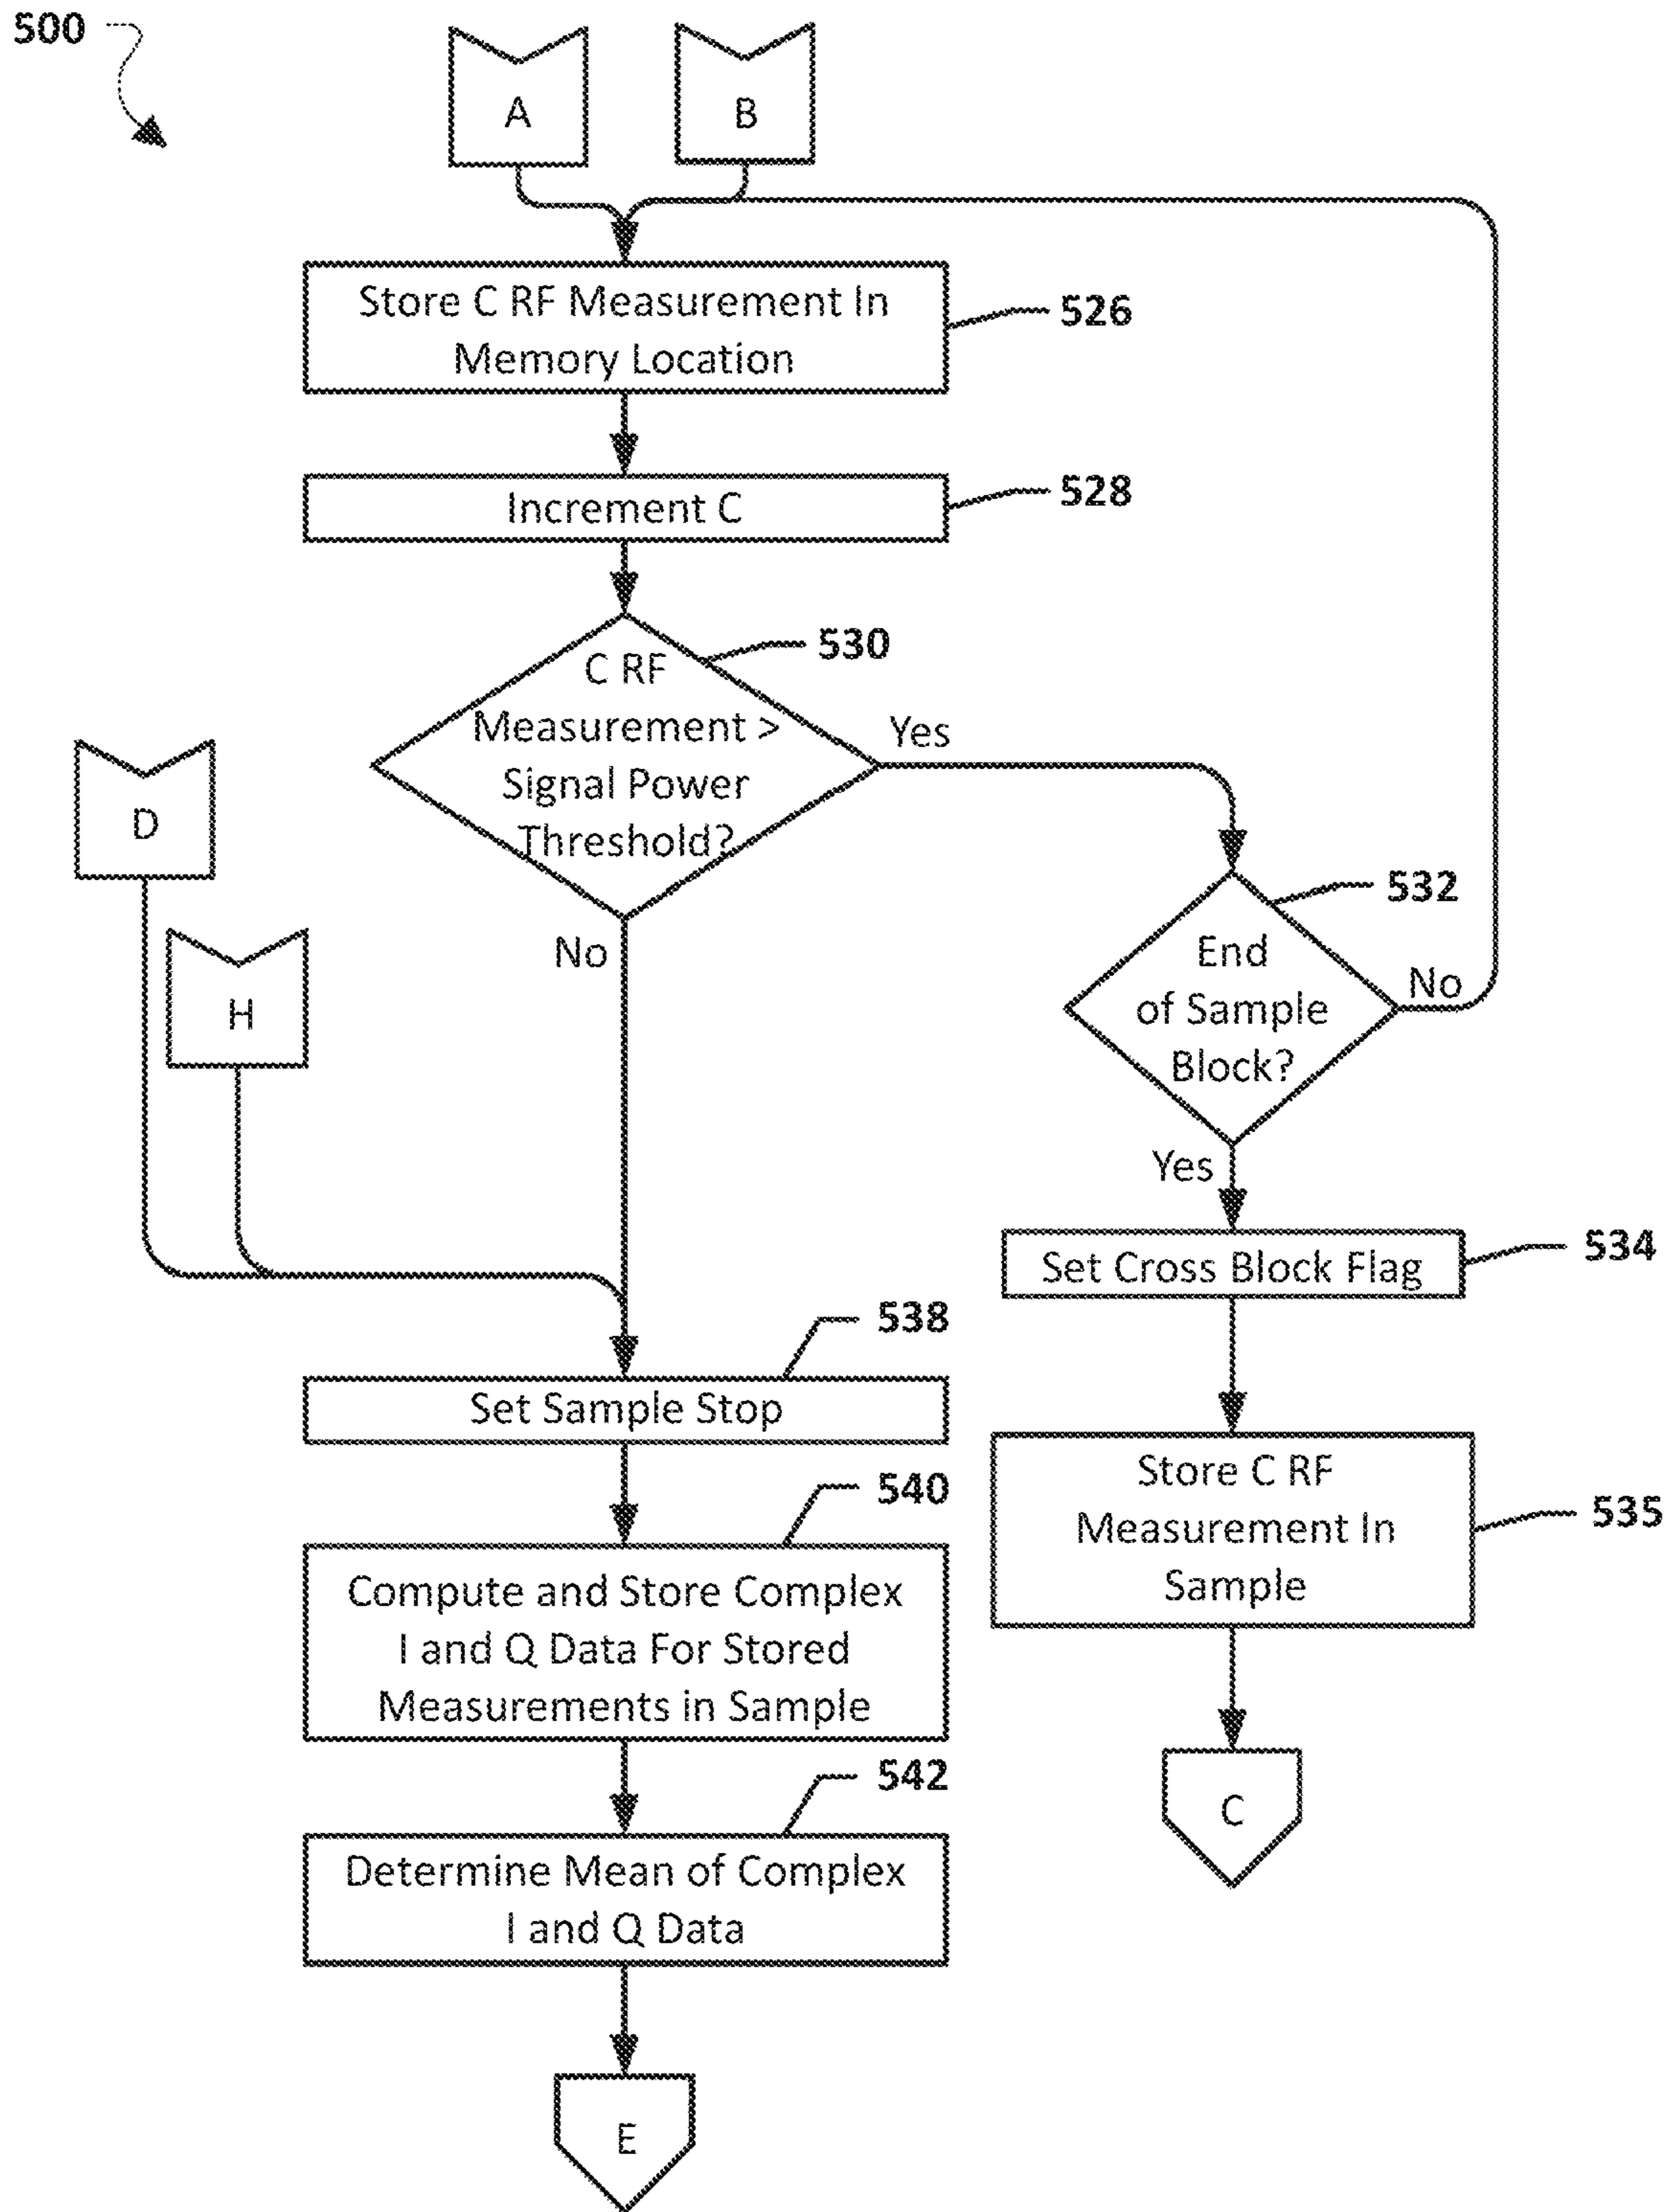 500
A
B
Store C RF Measurement In
Memory Location
526
Increment C
528
530
C RF
Measurement >
Signal Power
Threshold?
Yes
No
D
H
532
End
of Sample
Block?
No
Yes
Set Cross Block Flag
534
538
Set Sample Stop
Store C RF
Measurement In
Sample
535
540
Compute and Store Complex
I and Q Data For Stored
Measurements in Sample
542
Determine Mean of Complex
I and Q Data
C
E